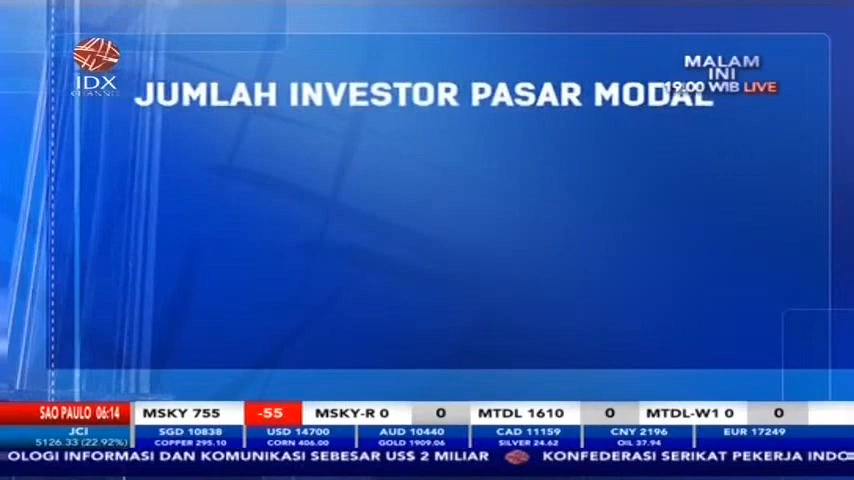 IDX
CHANNEL
MALAM
INI
19.00 WIB LIVE
JUMLAH INVESTOR PASAR MODAL
SAO PAULO 06:14
MSKY 755 -55 MSKY-R 0 0 MTDL 1610 0 MTDL-W1 0 0
JCI SGD 10838 USD 14700 AUD 10440 CAD 11159 CNY 2196 EUR 17249
5126.33 (22.92%) COPPER 295.10 CORN 406.00 GOLD 1909.06 SILVER 24.62 OIL 37.94
OLOGI INFORMASI DAN KOMUNIKASI SEBESAR US$ 2 MILIAR KONFEDERASI SERIKAT PEKERJA INDO